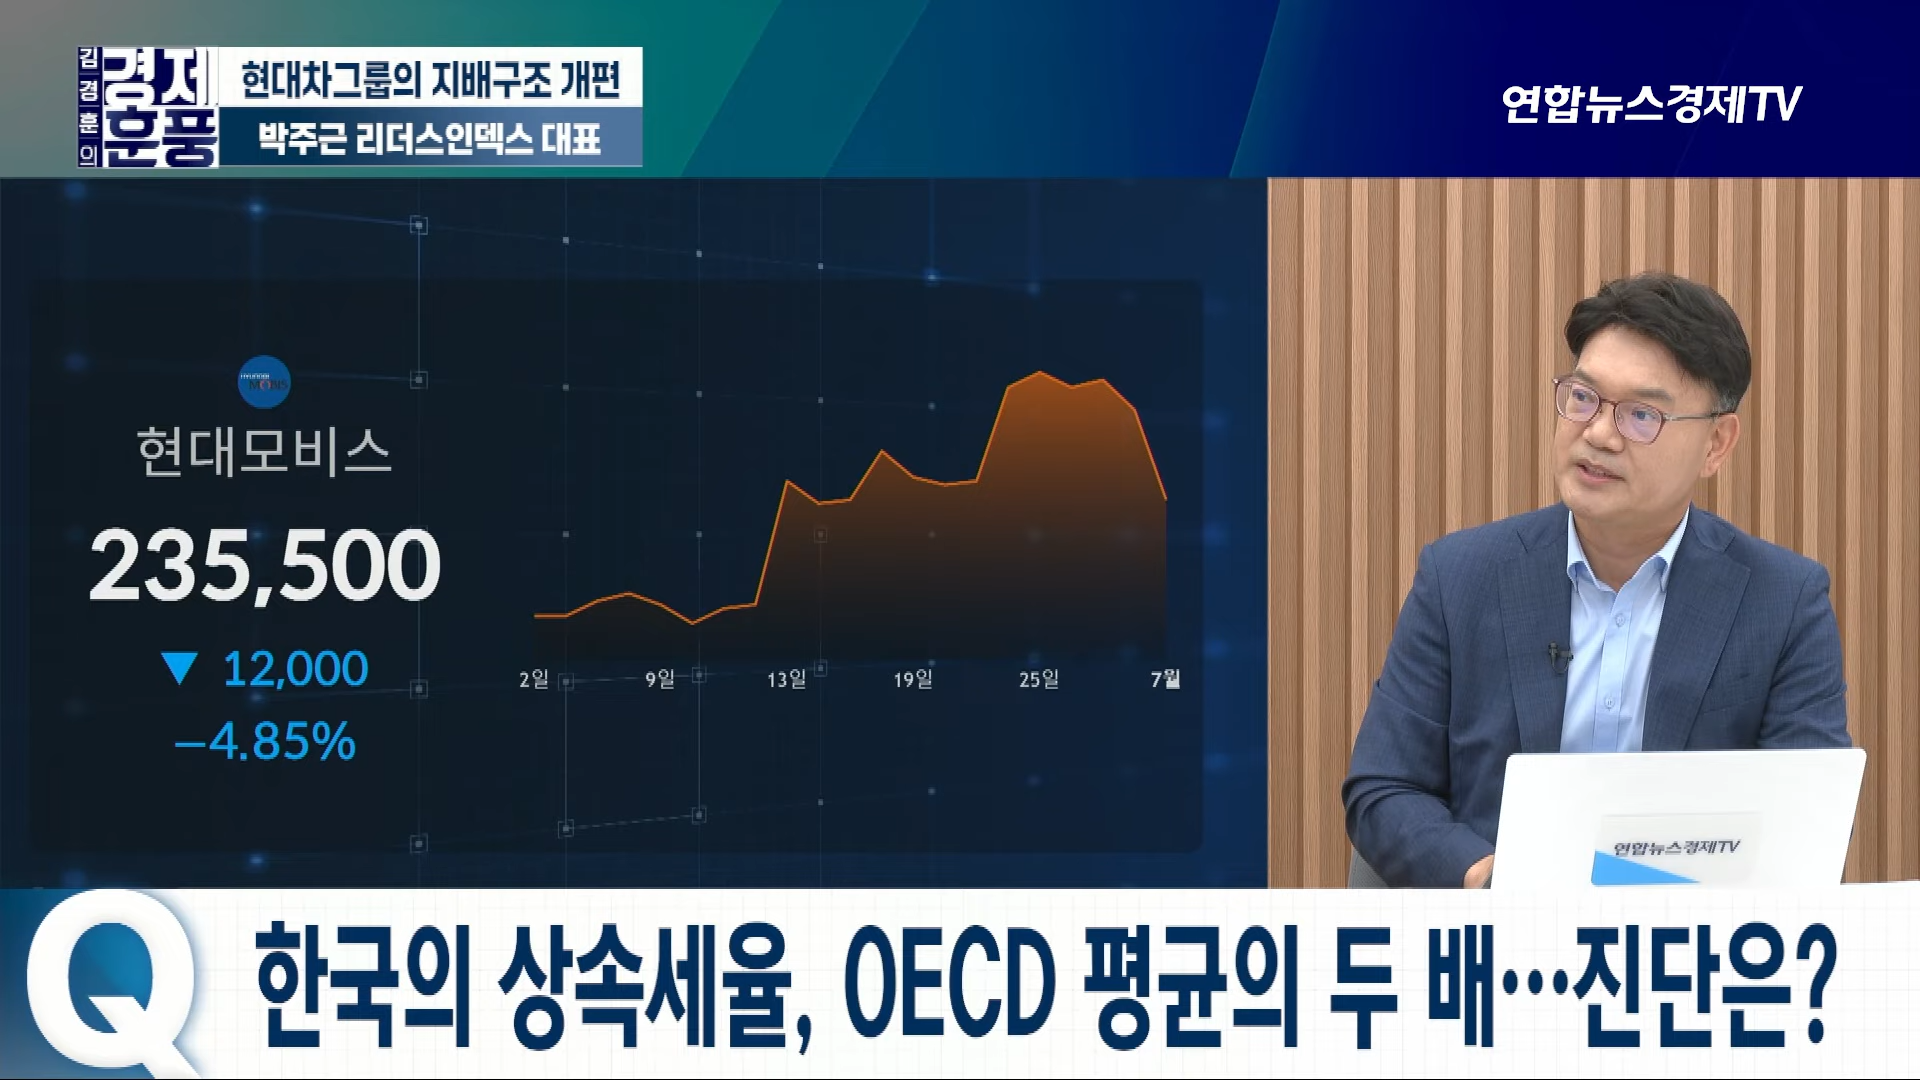 김경훈의
경제
훈풍
현대차그룹의 지배구조 개편
박주근 리더스인덱스 대표
연합뉴스경제TV
HYUNDAI
MOBIS
현대모비스
235,500
▼ 12,000
–4.85%
2일 9일 13일 19일 25일 7월
연합뉴스경제TV
Q 한국의 상속세율, OECD 평균의 두 배…진단은?